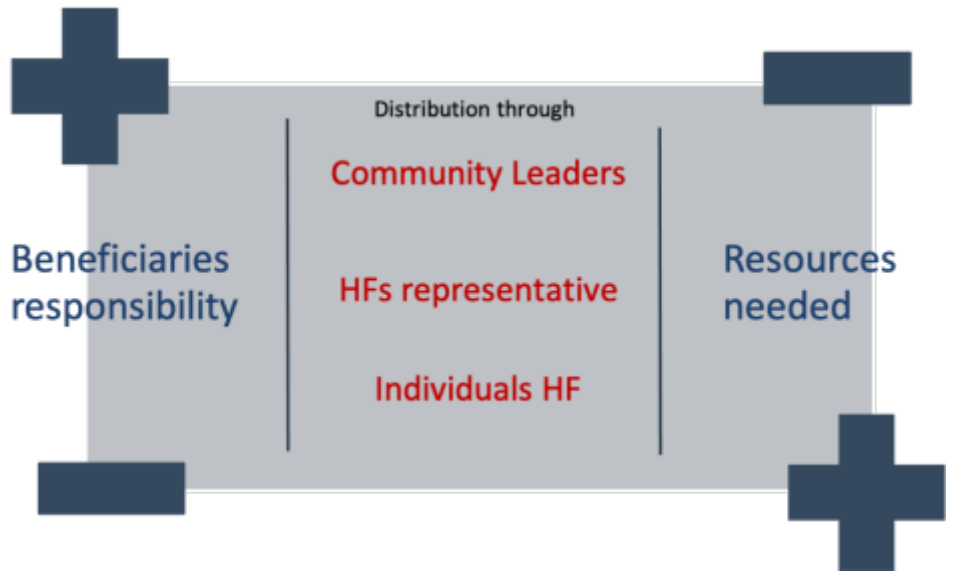 Distribution through
Community Leaders
Beneficiaries
responsibility
HFs representative
Individuals HF
Resources
needed